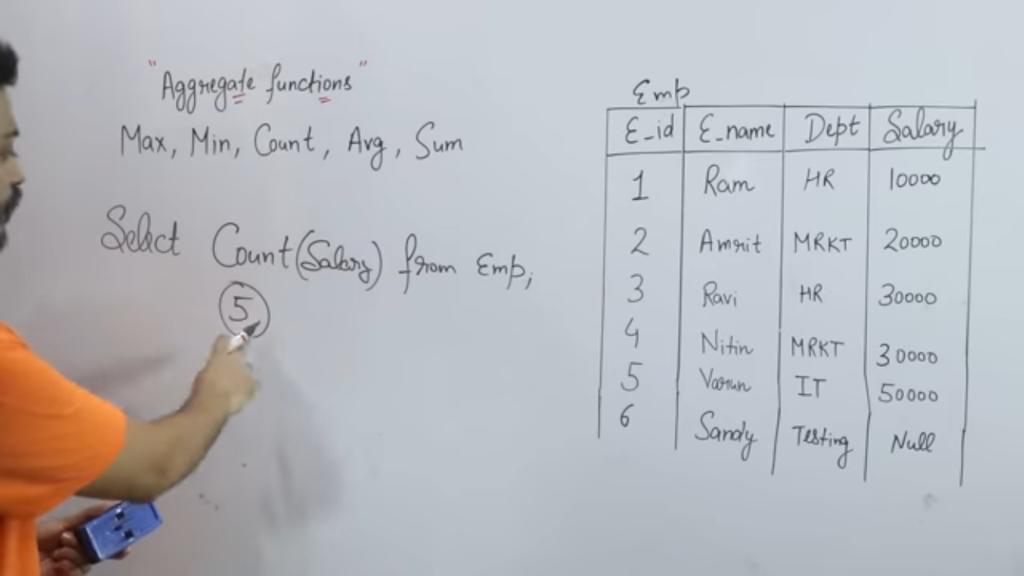 "Aggregate functions"
Max, Min, Count, Avg, Sum
Select Count(Salary) from Emp;
5
Emp
E_id E_name Dept Salary
1 Ram HR 10000
2 Amrit MRKT 20000
3 Ravi HR 30000
4 Nitin MRKT 30000
5 Varun IT 50000
6 Sandy Testing Null